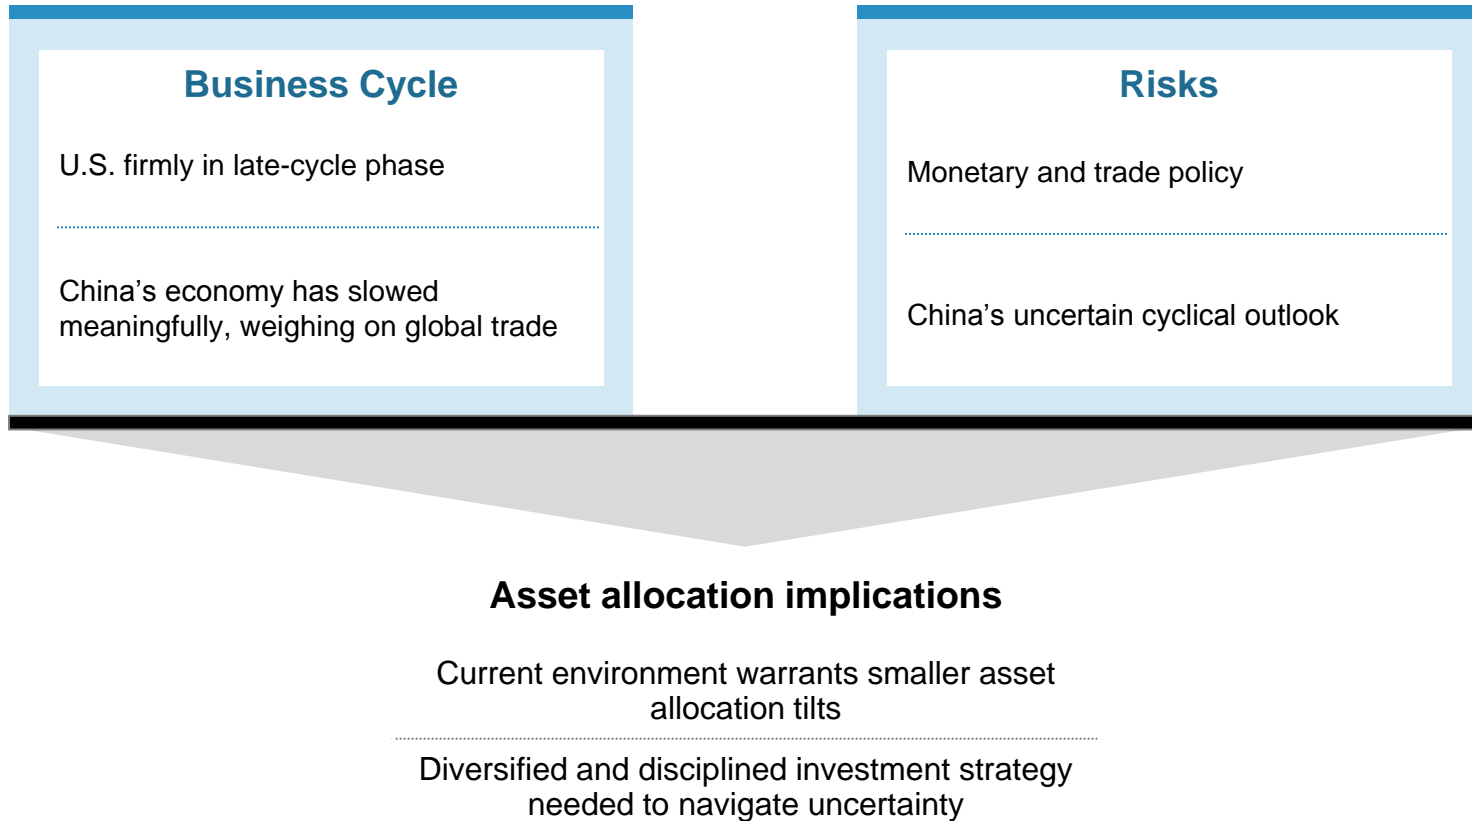 Business Cycle
U.S. firmly in late-cycle phase
China’s economy has slowed
meaningfully, weighing on global trade
Risks
Monetary and trade policy
China’s uncertain cyclical outlook
Asset allocation implications
Current environment warrants smaller asset
allocation tilts
Diversified and disciplined investment strategy
needed to navigate uncertainty